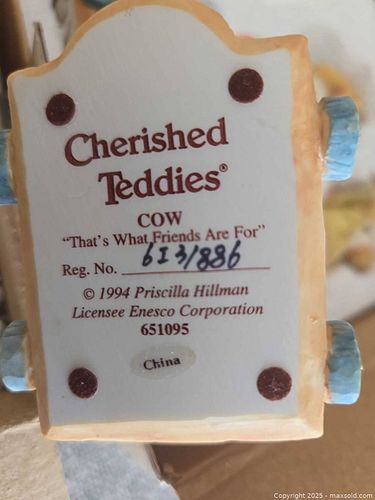 Cherished
Teddies®
COW
"That's What Friends Are For"
Reg. No. 6I3/886
© 1994 Priscilla Hillman
Licensee Enesco Corporation
651095
China
Copyright 2025 - maxsold.com